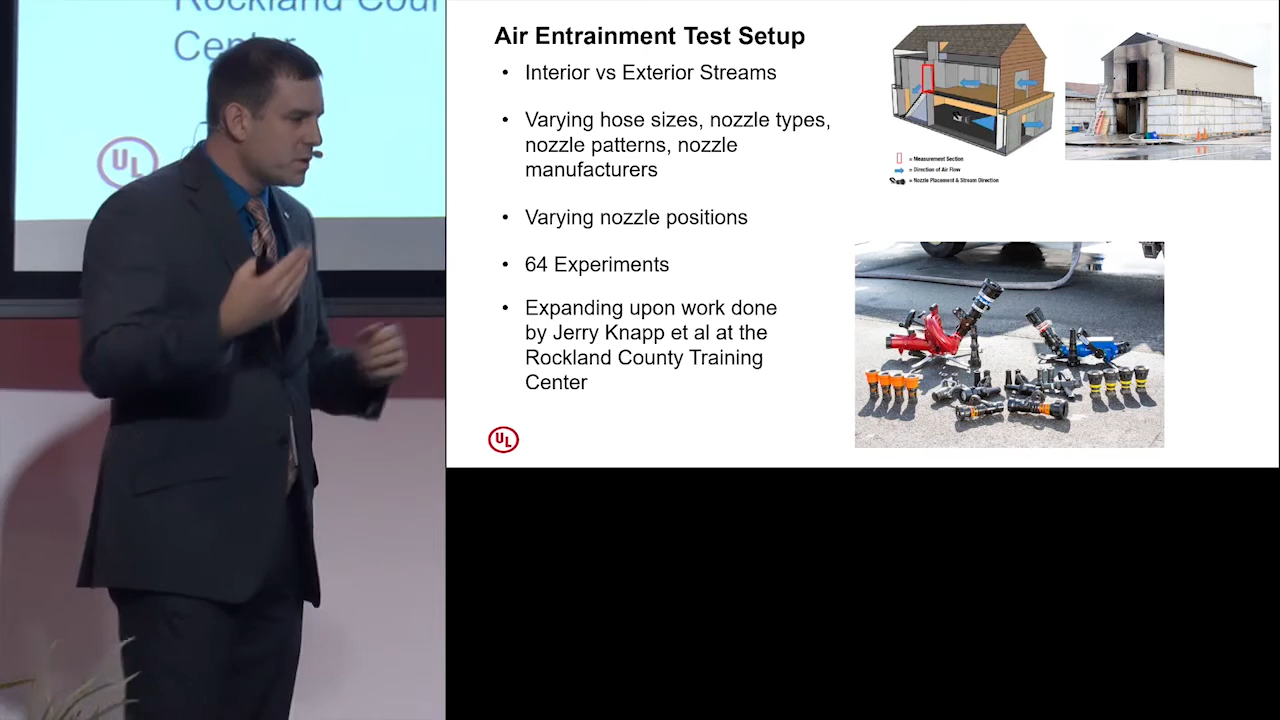 Rockland Coun
Center
UL
Air Entrainment Test Setup
• Interior vs Exterior Streams
• Varying hose sizes, nozzle types,
nozzle patterns, nozzle
manufacturers
• Varying nozzle positions
• 64 Experiments
• Expanding upon work done
by Jerry Knapp et al at the
Rockland County Training
Center
UL
= Measurement Section
= Direction of Air Flow
= Nozzle Placement & Stream Direction